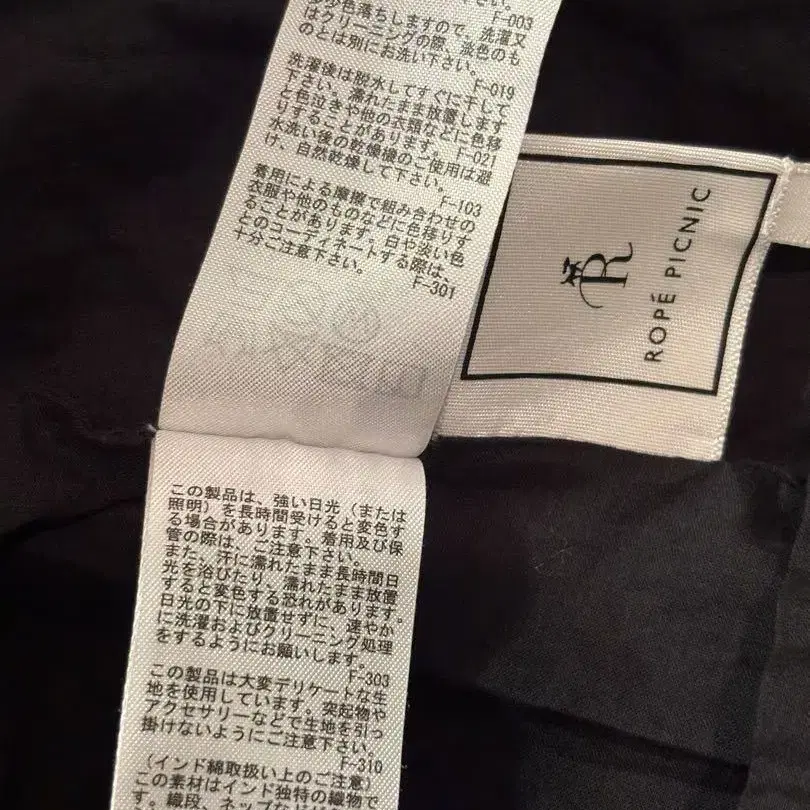 さい。
F-003
多少色落ちしますので、洗濯又
はクリーニングの際、淡色のも
のとは別にお洗い下さい。
F-019
洗濯後は脱水してすぐに干して
下さい。濡れたまま放置します
と色泣きや他の衣類などに色移
りすることがあります。F-021
水洗い後の乾燥機のご使用は避
け、自然乾燥して下さい。
F-103
着用による摩擦で組み合わせの
衣服や他のものなどに色移りす
ることがあります。白や淡い色
とのコーディネートする際は、
十分ご注意下さい。
F-301
R
ROPÉ PICNIC
この製品は、強い日光（または
照明）を長時間受けると変色す
る場合があります。着用及び保
管の際は、ご注意下さい。
また、汗に濡れたまま長時間日
光を浴びたり、濡れたまま放置
すると変色する恐れがあります。
日光の下に放置せずに、速やか
に洗濯およびクリーニング処理
をするようにお願いします。
F-303
この製品は大変デリケートな生
地を使用しています。突起物や
アクセサリーなどで生地を引っ
掛けないようにご注意下さい。
F-310
（インド綿取扱い上のご注意）
この素材はインド独特の織物で
す。織段、ネップなど